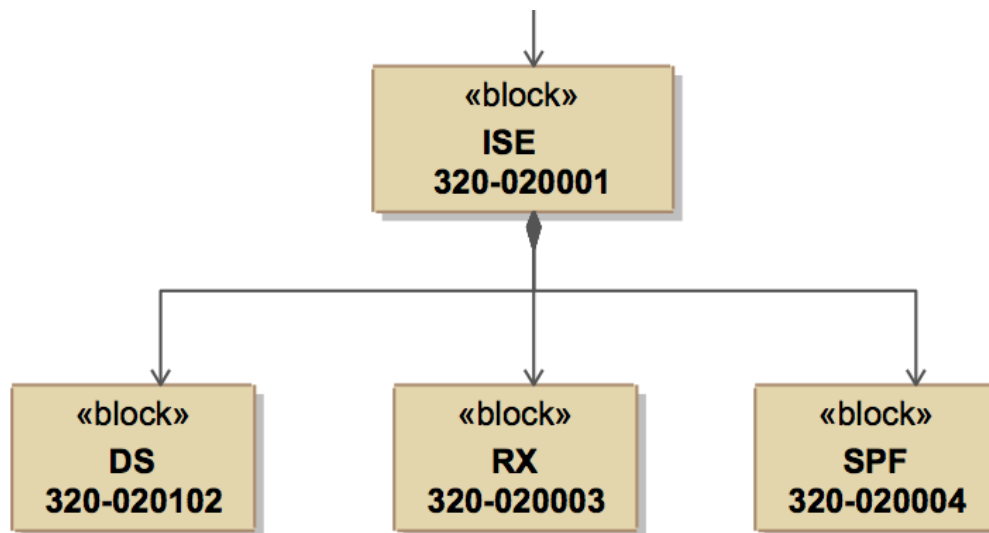 «block»
ISE
320-020001
«block»
DS
320-020102
«block»
RX
320-020003
«block»
SPF
320-020004